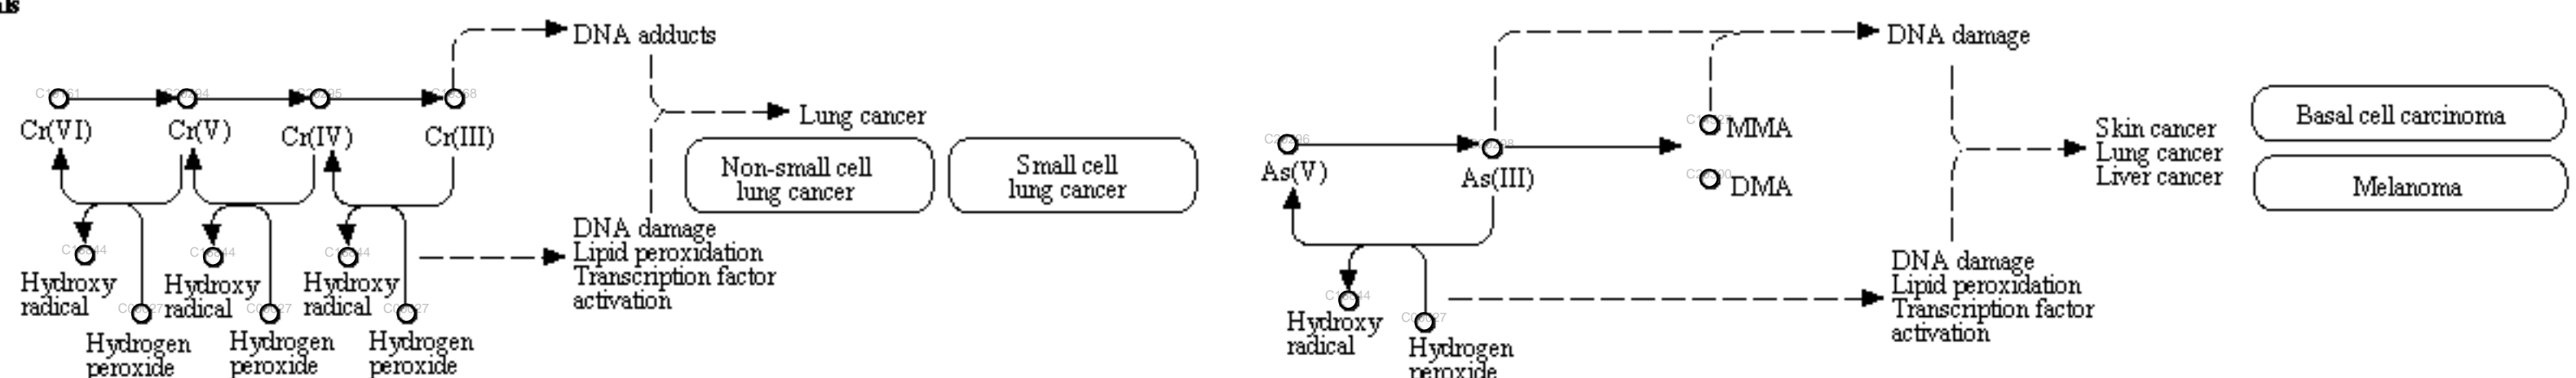 DNA adducts
Cr(VI)
Cr(V)
Cr(IV)
Cr(III)
Lung cancer
Non-small cell
lung cancer
Small cell
lung cancer
Hydroxy
radical
Hydroxy
radical
Hydroxy
radical
Hydrogen
peroxide
Hydrogen
peroxide
Hydrogen
peroxide
DNA damage
Lipid peroxidation
Transcription factor
activation
DNA damage
As(V)
As(III)
MMA
DMA
Skin cancer
Lung cancer
Liver cancer
Basal cell carcinoma
Melanoma
Hydroxy
radical
Hydrogen
peroxide
DNA damage
Lipid peroxidation
Transcription factor
activation